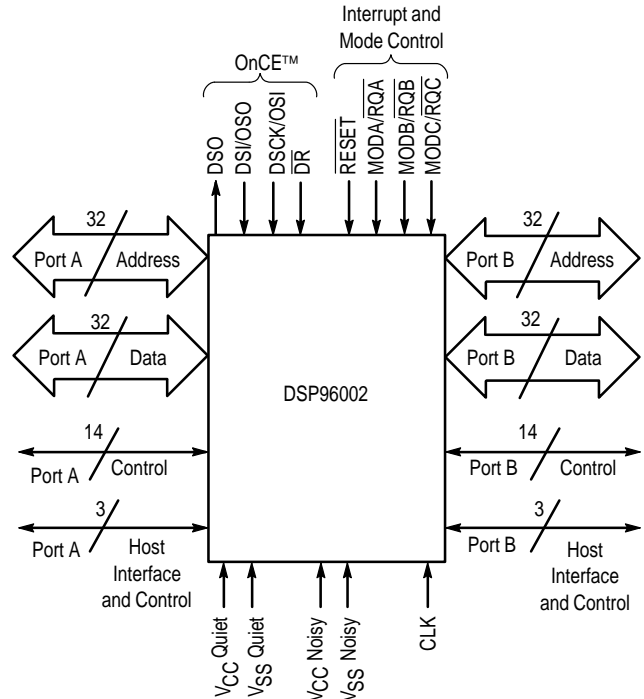 Interrupt and
Mode Control
OnCE™
DSO
DSI/OSO
DSCK/OSI
DR
RESET
MODA/RQA
MODB/RQB
MODC/RQC
32
Port A Address
32
Port B Address
32
Port A Data
32
Port B Data
DSP96002
14
Port A Control
14
Port B Control
3
Port A Host
Interface
and Control
3
Port B Host
Interface
and Control
VCC Quiet
VSS Quiet
VCC Noisy
VSS Noisy
CLK